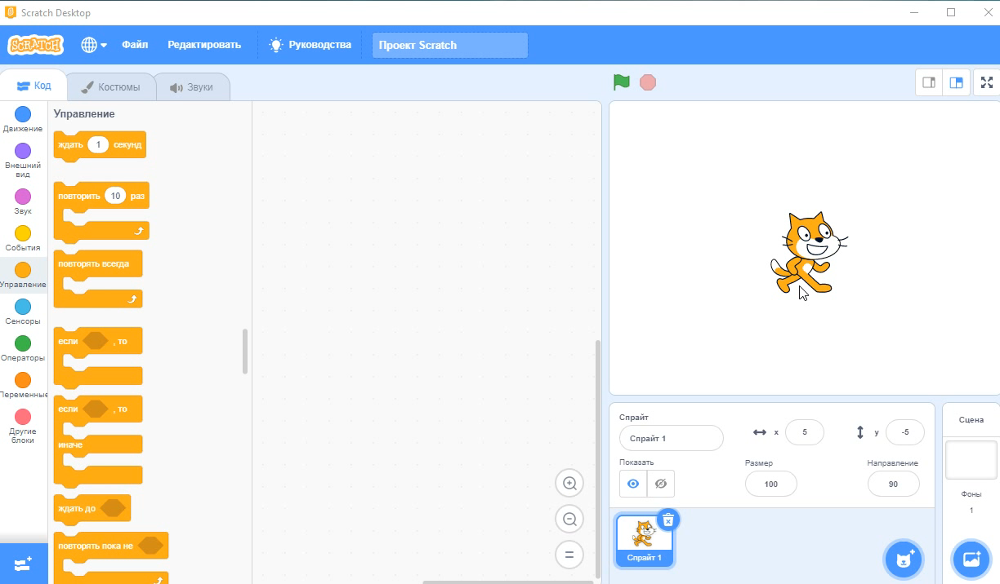 Scratch Desktop
SCRATCH
Файл
Редактировать
Руководства
Проект Scratch
Код
Костюмы
Звуки
Движение
Внешний
вид
Звук
События
Управление
Сенсоры
Операторы
Переменные
Другие
блоки
Управление
ждать 1 секунд
повторить 10 раз
повторять всегда
если , то
если , то
иначе
ждать до
повторять пока не
Спрайт
Спрайт 1
x 5
y -5
Показать
Размер
100
Направление
90
Спрайт 1
Сцена
Фоны
1